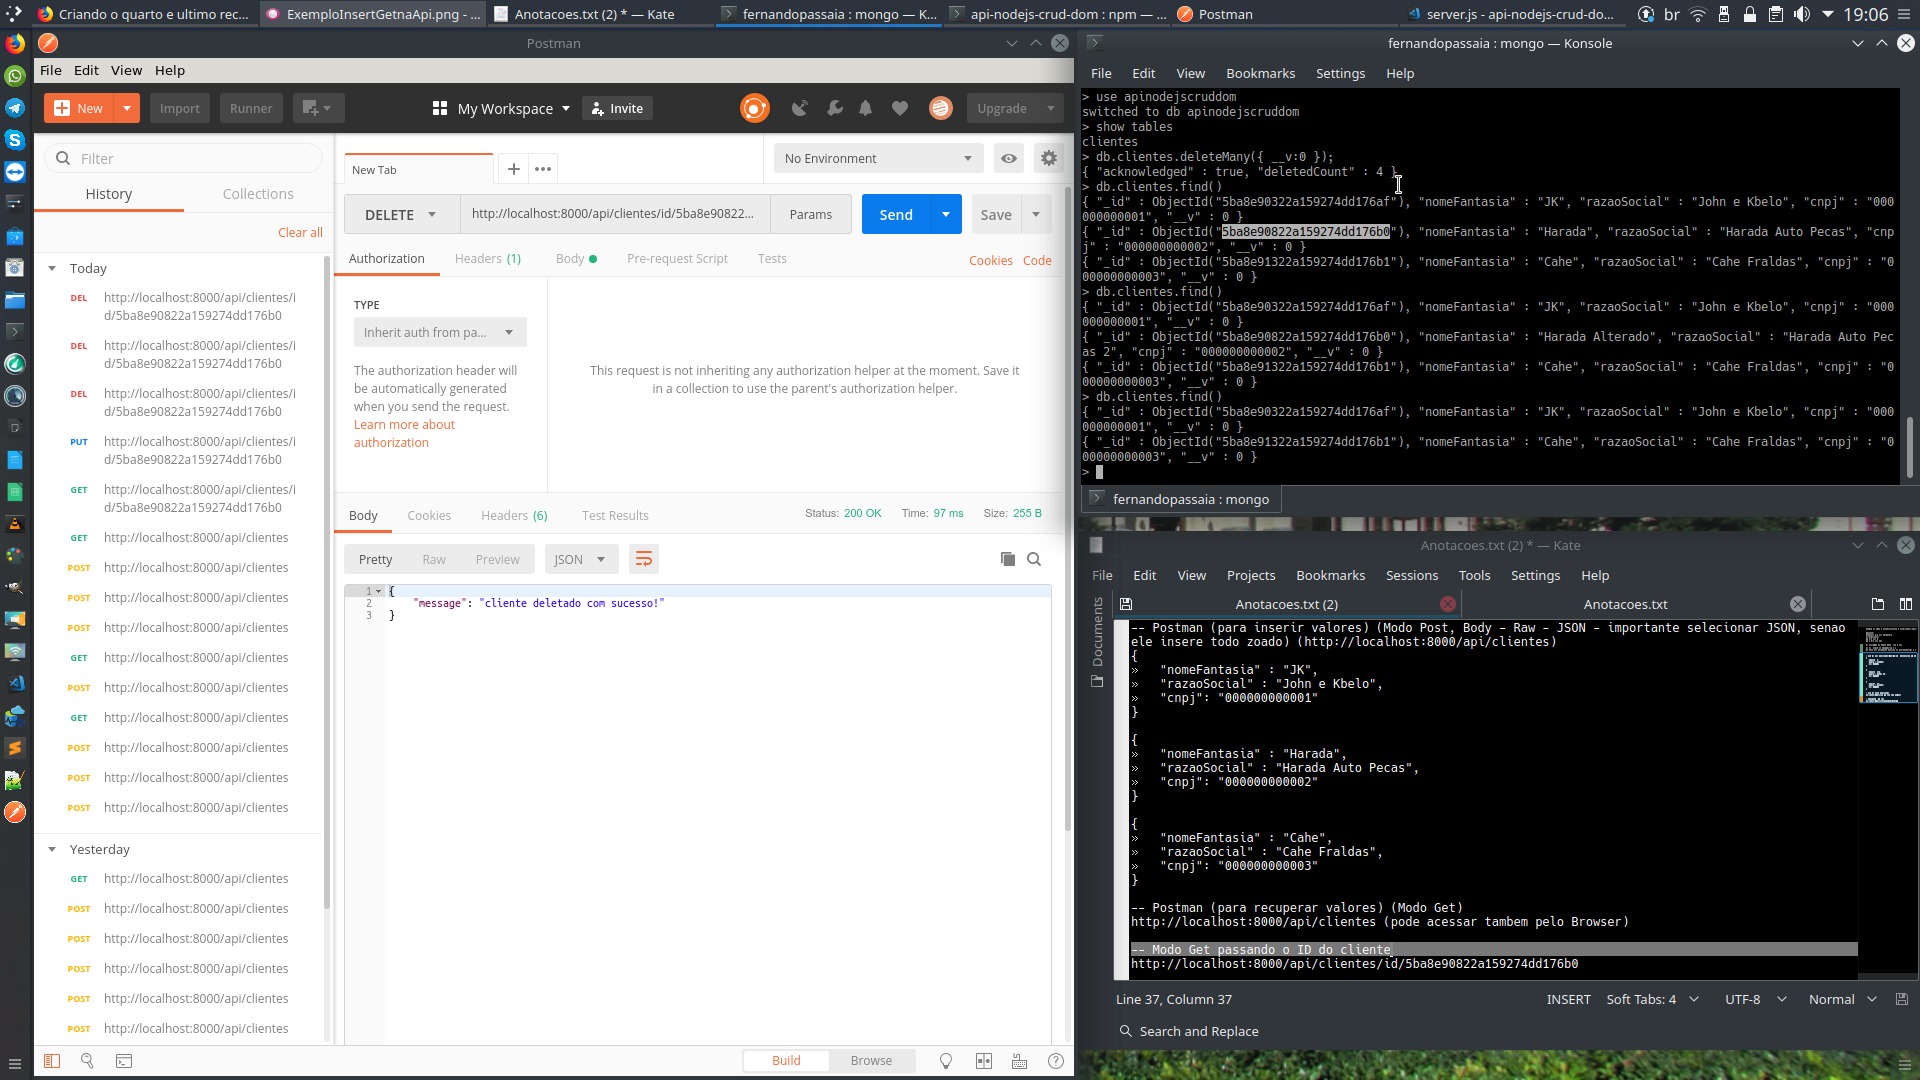 Criando o quarto e ultimo rec...
ExemploInsertGetnaApi.png - ...
Anotacoes.txt (2) * — Kate
fernandopassaia : mongo — K...
api-nodejs-crud-dom : npm — ...
Postman
server.js - api-nodejs-crud-do...
br
19:06
Postman
File Edit View Help
New
Import
Runner
My Workspace
Invite
Upgrade
Filter
History
Collections
Clear all
Today
DEL http://localhost:8000/api/clientes/i
d/5ba8e90822a159274dd176b0
DEL http://localhost:8000/api/clientes/i
d/5ba8e90822a159274dd176b0
DEL http://localhost:8000/api/clientes/i
d/5ba8e90822a159274dd176b0
PUT http://localhost:8000/api/clientes/i
d/5ba8e90822a159274dd176b0
GET http://localhost:8000/api/clientes/i
d/5ba8e90822a159274dd176b0
GET http://localhost:8000/api/clientes
POST http://localhost:8000/api/clientes
POST http://localhost:8000/api/clientes
POST http://localhost:8000/api/clientes
GET http://localhost:8000/api/clientes
POST http://localhost:8000/api/clientes
GET http://localhost:8000/api/clientes
POST http://localhost:8000/api/clientes
POST http://localhost:8000/api/clientes
POST http://localhost:8000/api/clientes
Yesterday
GET http://localhost:8000/api/clientes
POST http://localhost:8000/api/clientes
POST http://localhost:8000/api/clientes
POST http://localhost:8000/api/clientes
POST http://localhost:8000/api/clientes
POST http://localhost:8000/api/clientes
New Tab
No Environment
DELETE
http://localhost:8000/api/clientes/id/5ba8e90822...
Params
Send
Save
Authorization
Headers (1)
Body
Pre-request Script
Tests
Cookies
Code
TYPE
Inherit auth from pa...
The authorization header will
be automatically generated
when you send the request.
Learn more about
authorization
This request is not inheriting any authorization helper at the moment. Save it
in a collection to use the parent's authorization helper.
Body
Cookies
Headers (6)
Test Results
Status: 200 OK
Time: 97 ms
Size: 255 B
Pretty
Raw
Preview
JSON
1 {
2 "message": "cliente deletado com sucesso!"
3 }
Build
Browse
fernandopassaia : mongo — Konsole
File Edit View Bookmarks Settings Help
> use apinodejscruddom
switched to db apinodejscruddom
> show tables
clientes
> db.clientes.deleteMany({ __v:0 });
{ "acknowledged" : true, "deletedCount" : 4 }
> db.clientes.find()
{ "_id" : ObjectId("5ba8e90322a159274dd176af"), "nomeFantasia" : "JK", "razaoSocial" : "John e Kbelo", "cnpj" : "000
000000001", "__v" : 0 }
{ "_id" : ObjectId("5ba8e90822a159274dd176b0"), "nomeFantasia" : "Harada", "razaoSocial" : "Harada Auto Pecas", "cnp
j" : "000000000002", "__v" : 0 }
{ "_id" : ObjectId("5ba8e91322a159274dd176b1"), "nomeFantasia" : "Cahe", "razaoSocial" : "Cahe Fraldas", "cnpj" : "0
00000000003", "__v" : 0 }
> db.clientes.find()
{ "_id" : ObjectId("5ba8e90322a159274dd176af"), "nomeFantasia" : "JK", "razaoSocial" : "John e Kbelo", "cnpj" : "000
000000001", "__v" : 0 }
{ "_id" : ObjectId("5ba8e90822a159274dd176b0"), "nomeFantasia" : "Harada Alterado", "razaoSocial" : "Harada Auto Pec
as 2", "cnpj" : "000000000002", "__v" : 0 }
{ "_id" : ObjectId("5ba8e91322a159274dd176b1"), "nomeFantasia" : "Cahe", "razaoSocial" : "Cahe Fraldas", "cnpj" : "0
00000000003", "__v" : 0 }
> db.clientes.find()
{ "_id" : ObjectId("5ba8e90322a159274dd176af"), "nomeFantasia" : "JK", "razaoSocial" : "John e Kbelo", "cnpj" : "000
000000001", "__v" : 0 }
{ "_id" : ObjectId("5ba8e91322a159274dd176b1"), "nomeFantasia" : "Cahe", "razaoSocial" : "Cahe Fraldas", "cnpj" : "0
00000000003", "__v" : 0 }
>
fernandopassaia : mongo
Anotacoes.txt (2) * — Kate
File Edit View Projects Bookmarks Sessions Tools Settings Help
Anotacoes.txt (2)
Anotacoes.txt
Documents
-- Postman (para inserir valores) (Modo Post, Body - Raw - JSON - importante selecionar JSON, senao
ele insere todo zoado) (http://localhost:8000/api/clientes)
{
» "nomeFantasia" : "JK",
» "razaoSocial" : "John e Kbelo",
» "cnpj": "000000000001"
}
{
» "nomeFantasia" : "Harada",
» "razaoSocial" : "Harada Auto Pecas",
» "cnpj": "000000000002"
}
{
» "nomeFantasia" : "Cahe",
» "razaoSocial" : "Cahe Fraldas",
» "cnpj": "000000000003"
}
-- Postman (para recuperar valores) (Modo Get)
http://localhost:8000/api/clientes (pode acessar tambem pelo Browser)
-- Modo Get passando o ID do cliente
http://localhost:8000/api/clientes/id/5ba8e90822a159274dd176b0
Line 37, Column 37
INSERT
Soft Tabs: 4
UTF-8
Normal
Search and Replace